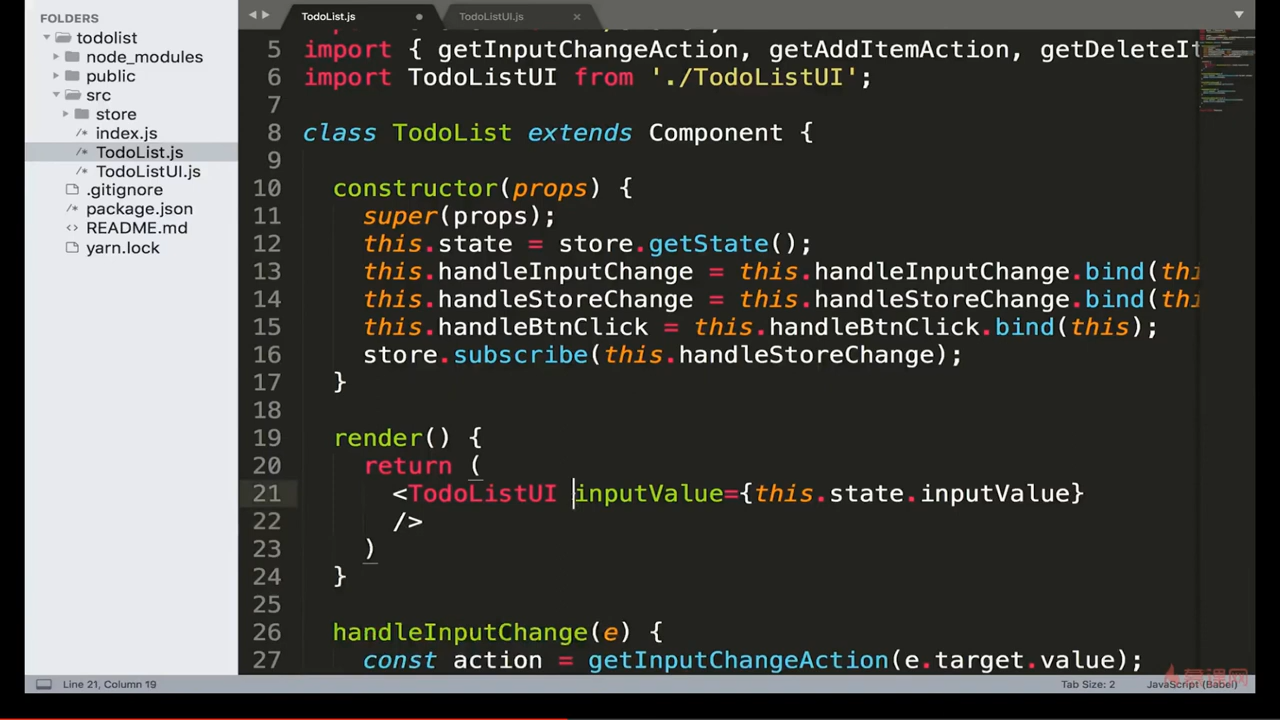 FOLDERS
todolist
node_modules
public
src
store
index.js
TodoList.js
TodoListUI.js
.gitignore
package.json
README.md
yarn.lock
TodoList.js
TodoListUI.js
5 import { getInputChangeAction, getAddItemAction, getDeleteIt
6 import TodoListUI from './TodoListUI';
7
8 class TodoList extends Component {
9
10 constructor(props) {
11 super(props);
12 this.state = store.getState();
13 this.handleInputChange = this.handleInputChange.bind(thi
14 this.handleStoreChange = this.handleStoreChange.bind(thi
15 this.handleBtnClick = this.handleBtnClick.bind(this);
16 store.subscribe(this.handleStoreChange);
17 }
18
19 render() {
20 return (
21 <TodoListUI inputValue={this.state.inputValue}
22 />
23 )
24 }
25
26 handleInputChange(e) {
27 const action = getInputChangeAction(e.target.value);
慕课网
Line 21, Column 19
Tab Size: 2
JavaScript (Babel)